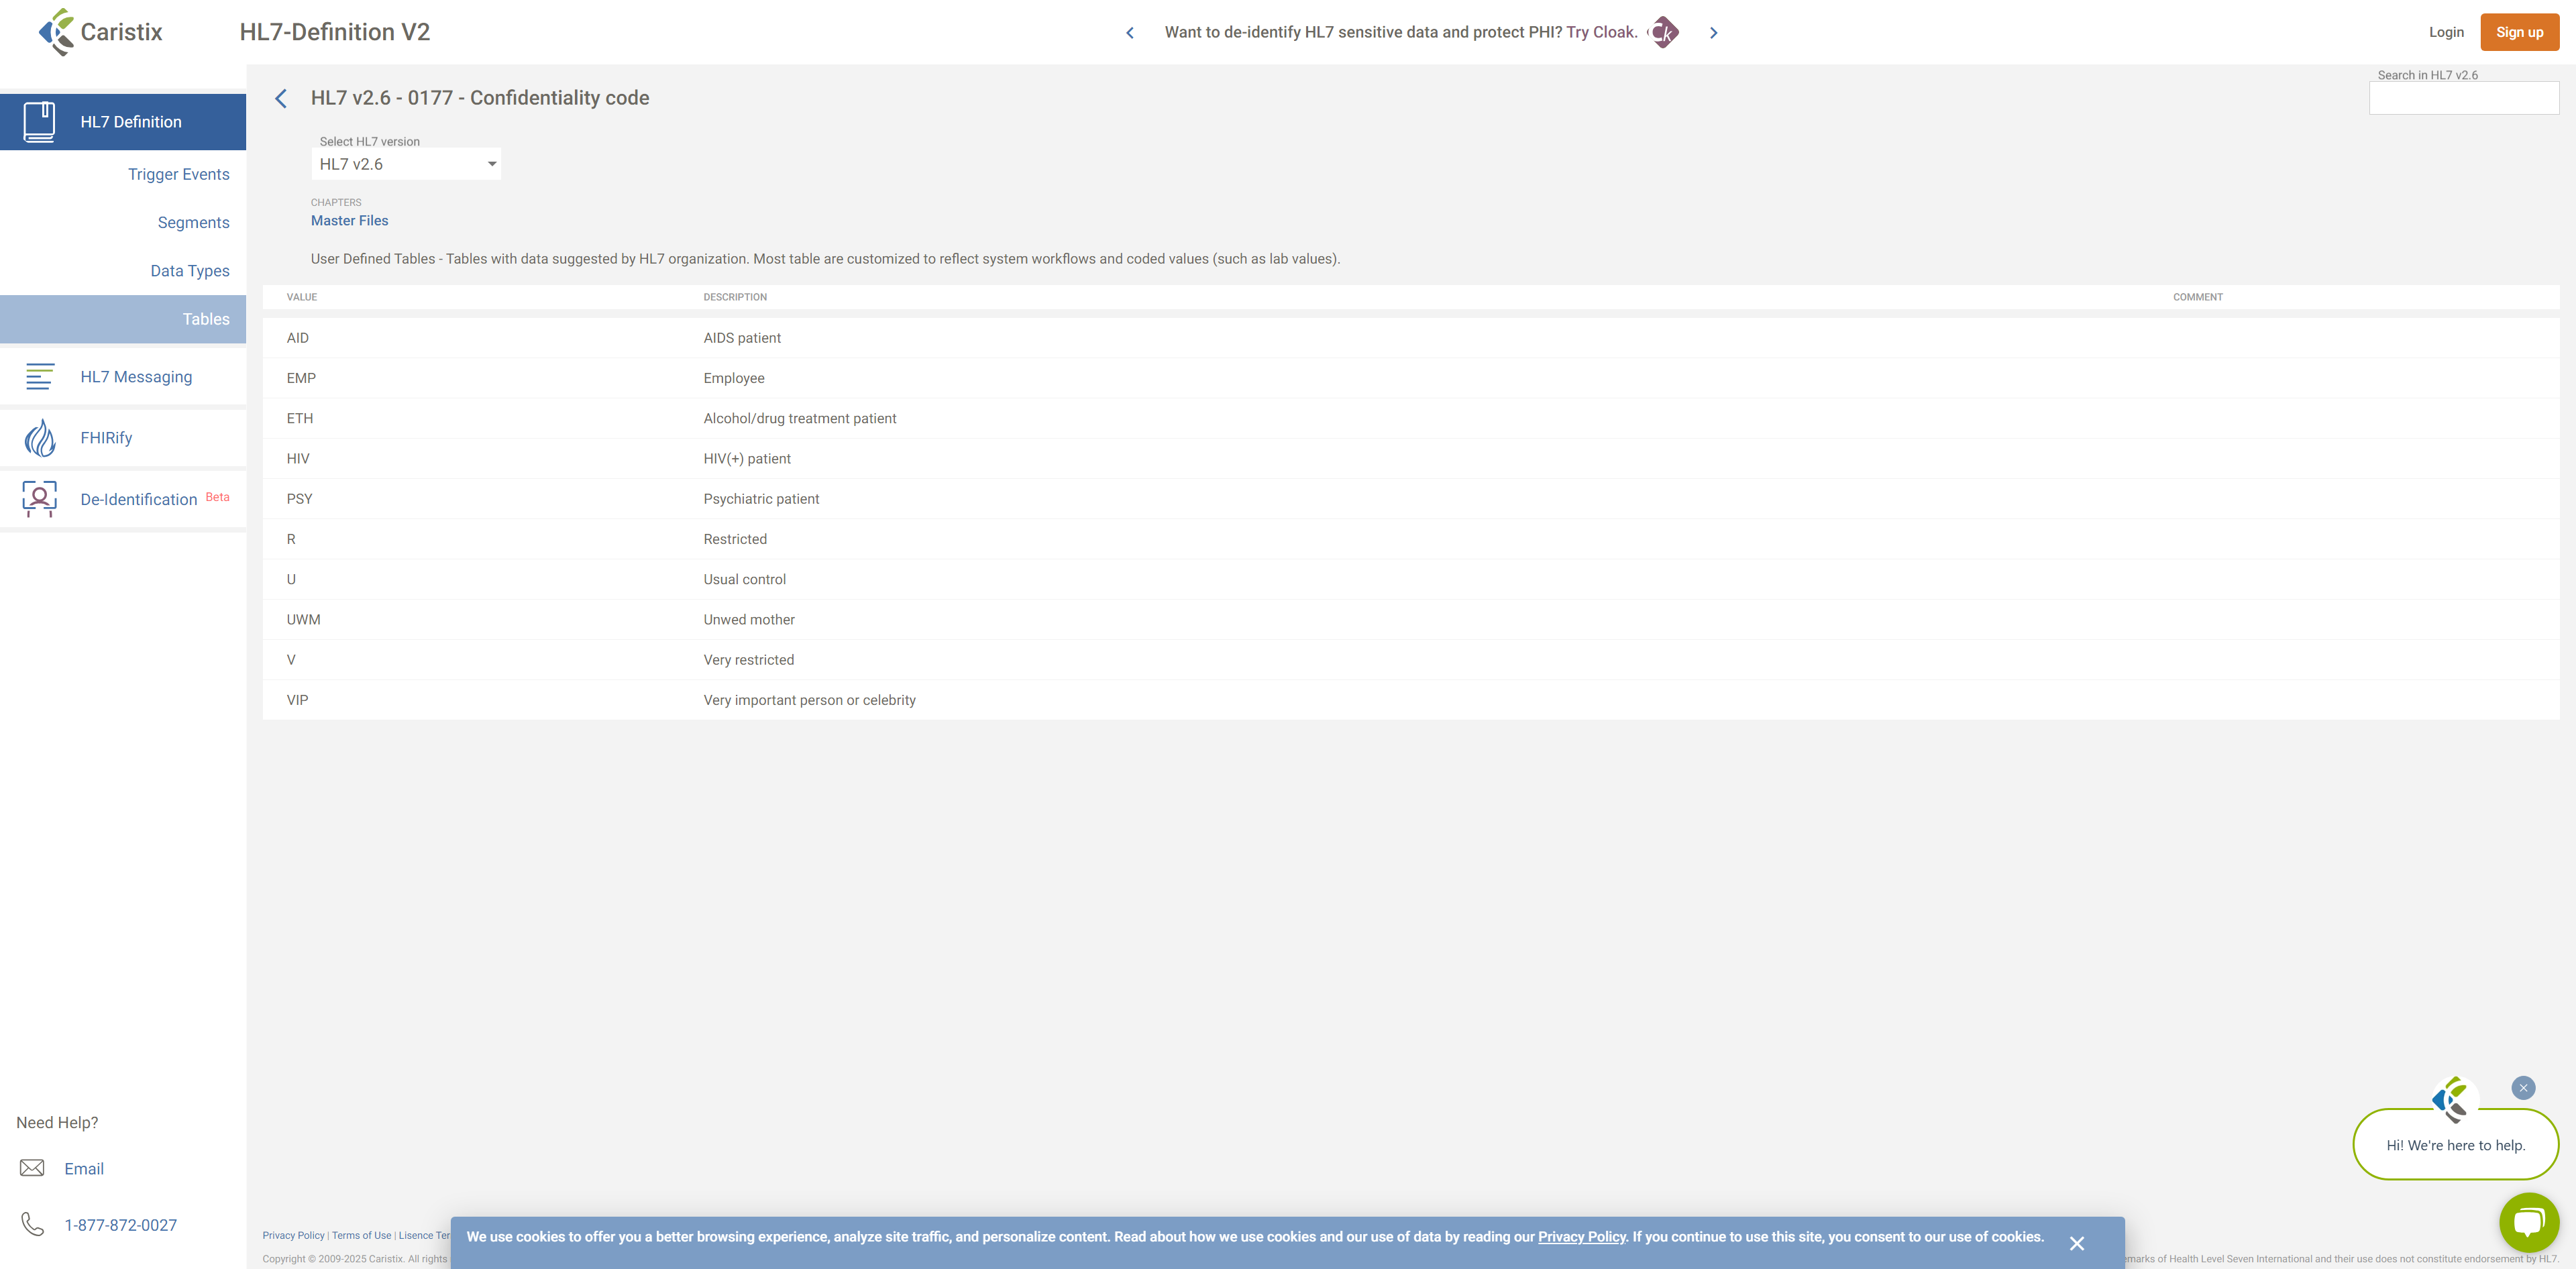 Caristix
HL7-Definition V2
Want to de-identify HL7 sensitive data and protect PHI? Try Cloak.
Ck
Login
Sign up
HL7 Definition
Trigger Events
Segments
Data Types
Tables
HL7 Messaging
FHIRify
De-Identification Beta
Need Help?
Email
1-877-872-0027
HL7 v2.6 - 0177 - Confidentiality code
Search in HL7 v2.6
Select HL7 version
HL7 v2.6
CHAPTERS
Master Files
User Defined Tables - Tables with data suggested by HL7 organization. Most table are customized to reflect system workflows and coded values (such as lab values).
VALUE DESCRIPTION COMMENT
AID AIDS patient
EMP Employee
ETH Alcohol/drug treatment patient
HIV HIV(+) patient
PSY Psychiatric patient
R Restricted
U Usual control
UWM Unwed mother
V Very restricted
VIP Very important person or celebrity
Hi! We're here to help.
Privacy Policy | Terms of Use | Lisence Ter
We use cookies to offer you a better browsing experience, analyze site traffic, and personalize content. Read about how we use cookies and our use of data by reading our Privacy Policy. If you continue to use this site, you consent to our use of cookies.
Copyright © 2009-2025 Caristix. All rights
emarks of Health Level Seven International and their use does not constitute endorsement by HL7.